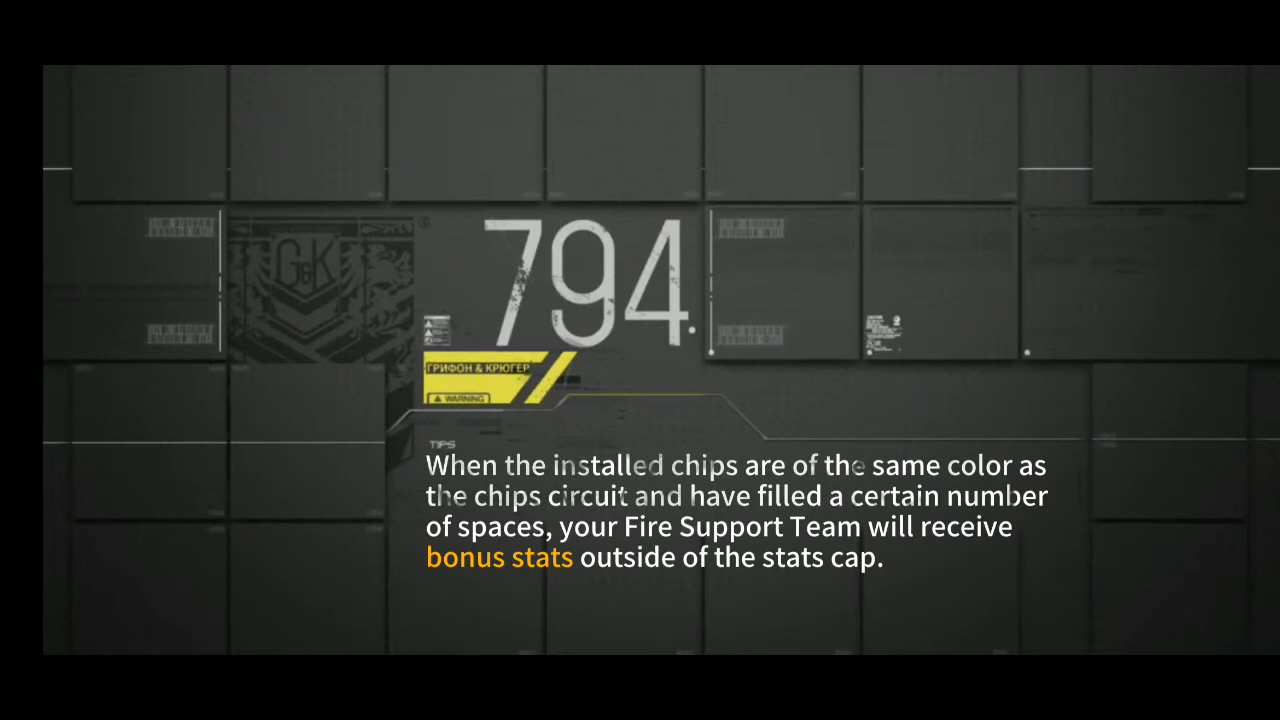 G&K
794.
ГРИФОН & КРЮГЕР
WARNING
TIPS
When the installed chips are of the same color as
the chips circuit and have filled a certain number
of spaces, your Fire Support Team will receive
bonus stats outside of the stats cap.